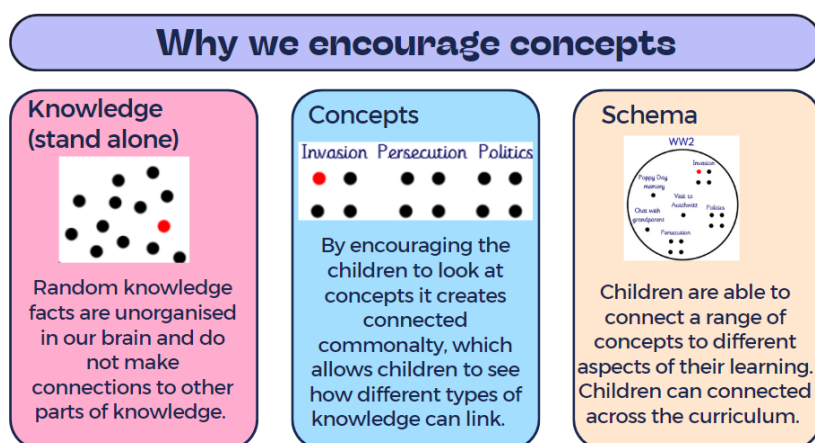 Why we encourage concepts
Knowledge
(stand alone)
Random knowledge
facts are unorganised
in our brain and do
not make
connections to other
parts of knowledge.
Concepts
Invasion Persecution Politics
By encouraging the
children to look at
concepts it creates
connected
commonalty, which
allows children to see
how different types of
knowledge can link.
Schema
WW2
Invasion
Poppy Day
memory
Visit to
Auschwitz
Chat with
grandparent
Politics
Persecution
Children are able to
connect a range of
concepts to different
aspects of their learning.
Children can connected
across the curriculum.